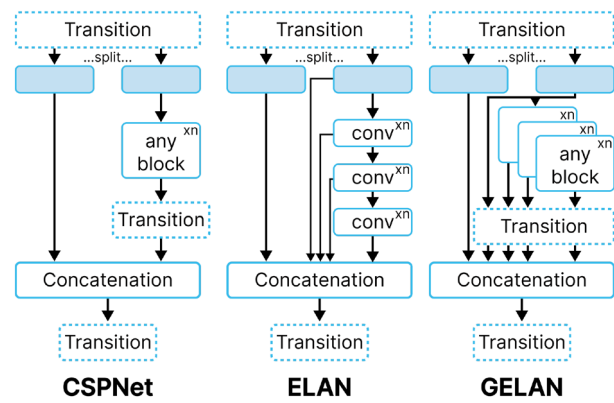 Transition
...split...
xn
any
block
Transition
Concatenation
Transition
CSPNet
Transition
...split...
conv xn
conv xn
conv xn
Concatenation
Transition
ELAN
Transition
...split...
xn
xn
xn
any
block
Transition
Concatenation
Transition
GELAN